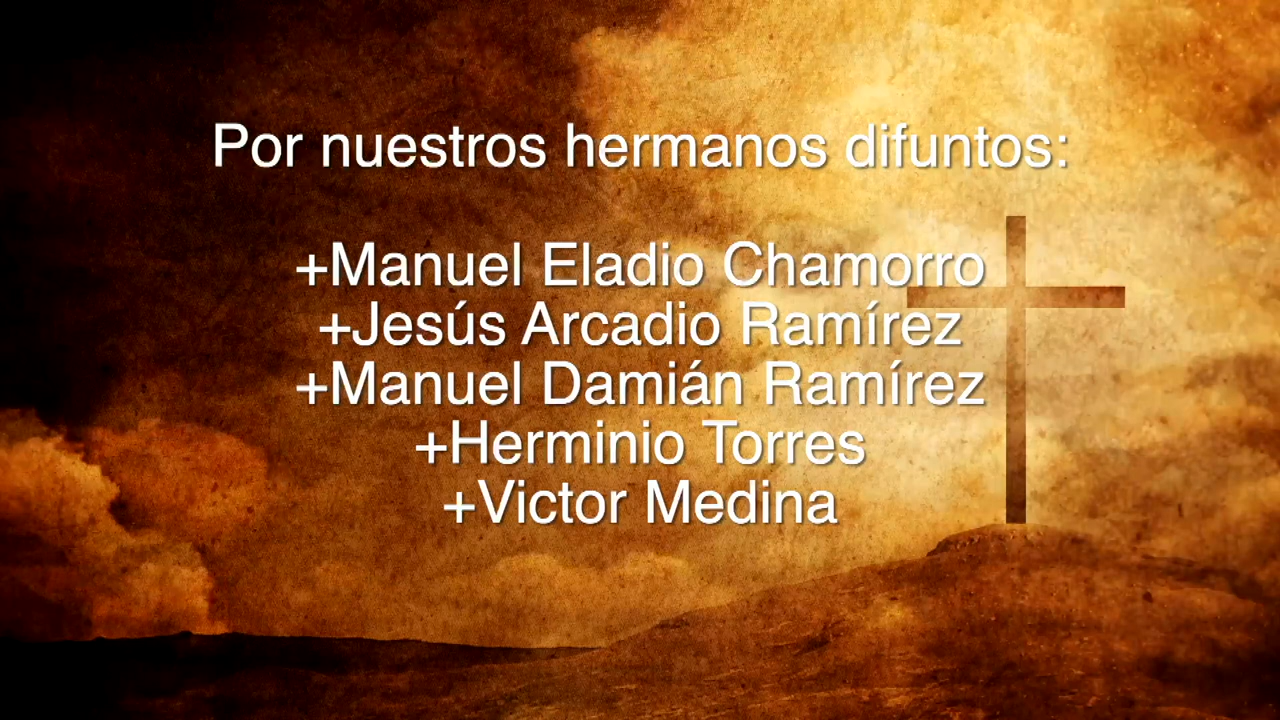 Por nuestros hermanos difuntos:
+Manuel Eladio Chamorro
+Jesús Arcadio Ramírez
+Manuel Damián Ramírez
+Herminio Torres
+Victor Medina